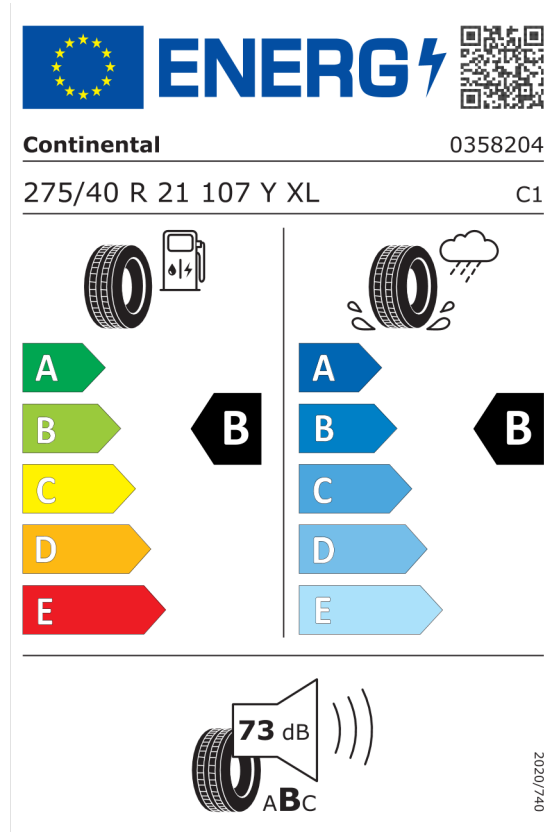 ENERG
Continental 0358204
275/40 R 21 107 Y XL C1
A A
B B B B
C C
D D
E E
73 dB
ABC
2020/740